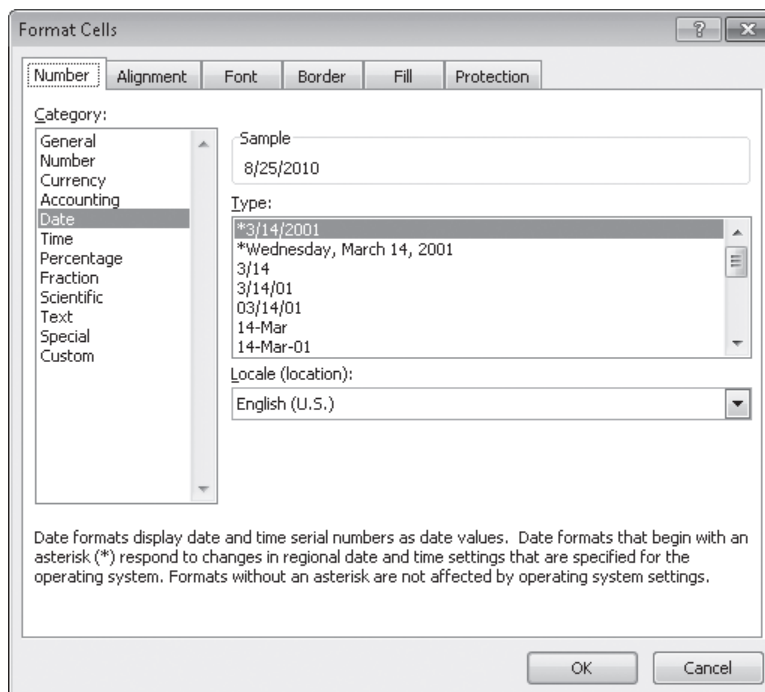 Format Cells
Number
Alignment
Font
Border
Fill
Protection
Category:
General
Number
Currency
Accounting
Date
Time
Percentage
Fraction
Scientific
Text
Special
Custom
Sample
8/25/2010
Type:
*3/14/2001
*Wednesday, March 14, 2001
3/14
3/14/01
03/14/01
14-Mar
14-Mar-01
Locale (location):
English (U.S.)
Date formats display date and time serial numbers as date values. Date formats that begin with an
asterisk (*) respond to changes in regional date and time settings that are specified for the
operating system. Formats without an asterisk are not affected by operating system settings.
OK
Cancel